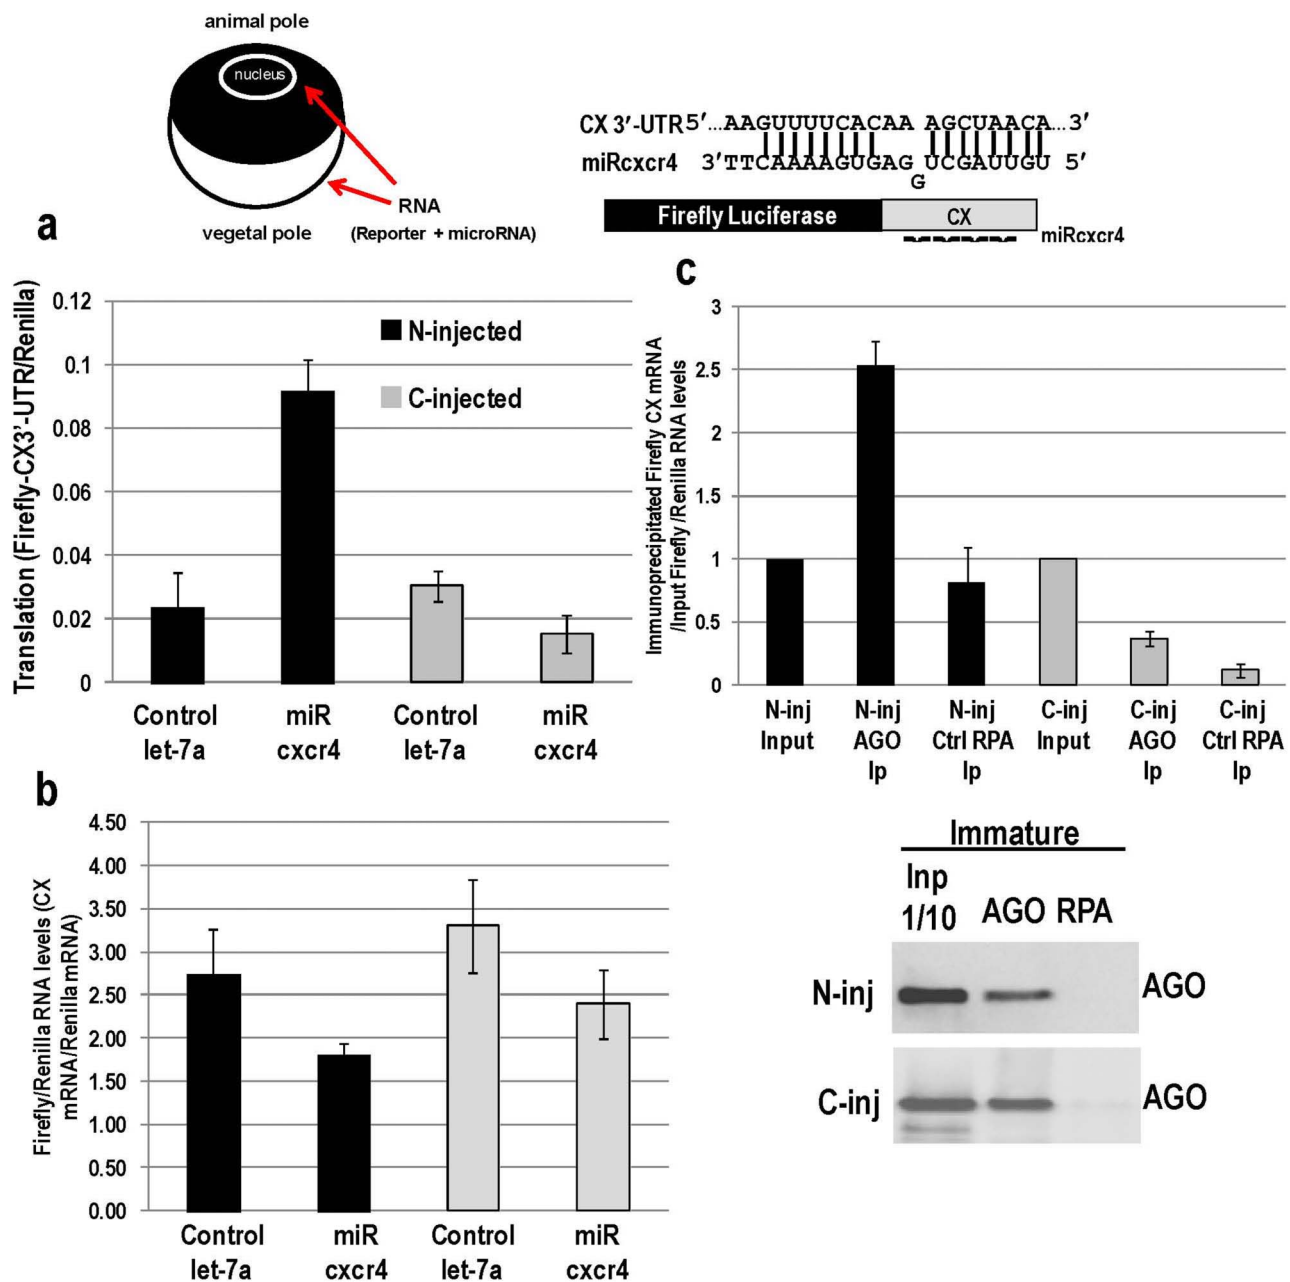 animal pole
nucleus
RNA
(Reporter + microRNA)
vegetal pole
CX 3'-UTR 5'...AAGUUUUCACAA AGCUAACA...3'
miRcxcr4 3'TTCAAAAGUGAG UCGAUUGU 5'
G
Firefly Luciferase CX
miRcxcr4
a
Translation (Firefly-CX3'-UTR/Renilla)
0.12
0.1
0.08
0.06
0.04
0.02
0
N-injected
C-injected
Control miR Control miR
let-7a cxcr4 let-7a cxcr4
c
Immunoprecipitated Firefly CX mRNA
/Input Firefly /Renilla RNA levels
3
2.5
2
1.5
1
0.5
0
N-inj N-inj N-inj C-inj C-inj C-inj
Input AGO Ctrl RPA Input AGO Ctrl RPA
Ip Ip Ip Ip
b
Firefly/Renilla RNA levels (CX
mRNA/Renilla mRNA)
4.50
4.00
3.50
3.00
2.50
2.00
1.50
1.00
0.50
0.00
Control miR Control miR
let-7a cxcr4 let-7a cxcr4
Immature
Inp
1/10 AGO RPA
N-inj AGO
C-inj AGO